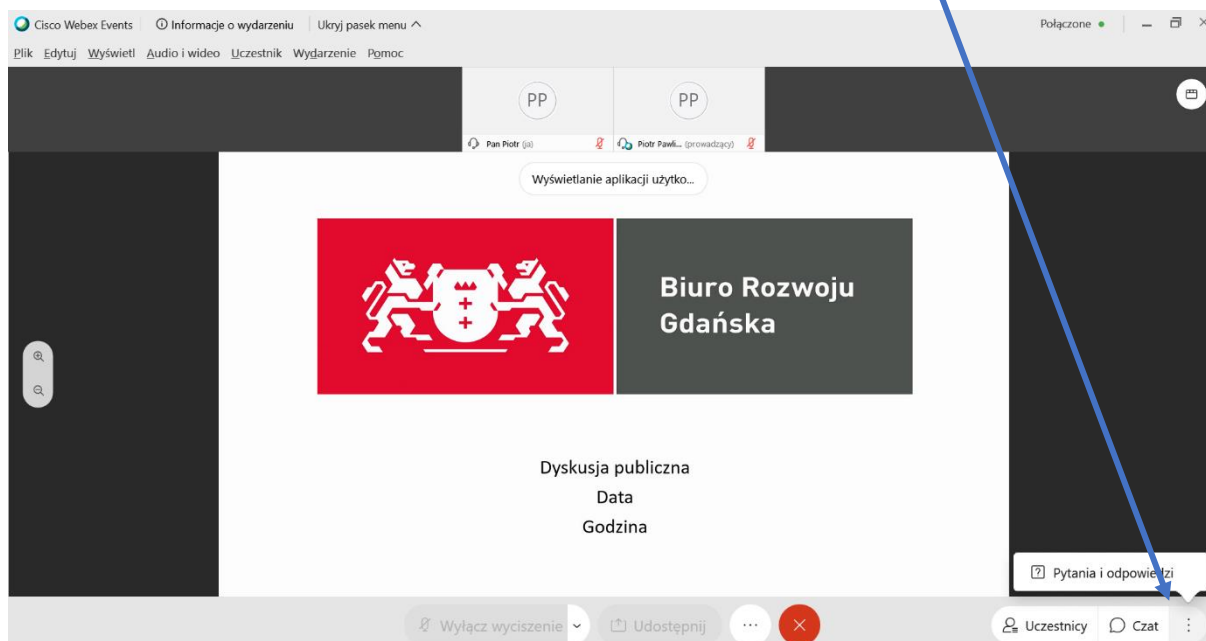 Cisco Webex Events Informacje o wydarzeniu Ukryj pasek menu Połączone
Plik Edytuj Wyświetl Audio i wideo Uczestnik Wydarzenie Pomoc
PP PP
Pan Piotr (ja) Piotr Pawli... (prowadzący)
Wyświetlanie aplikacji użytko...
Biuro Rozwoju
Gdańska
Dyskusja publiczna
Data
Godzina
Pytania i odpowiedzi
Wyłącz wyciszenie Udostępnij ... Uczestnicy Czat